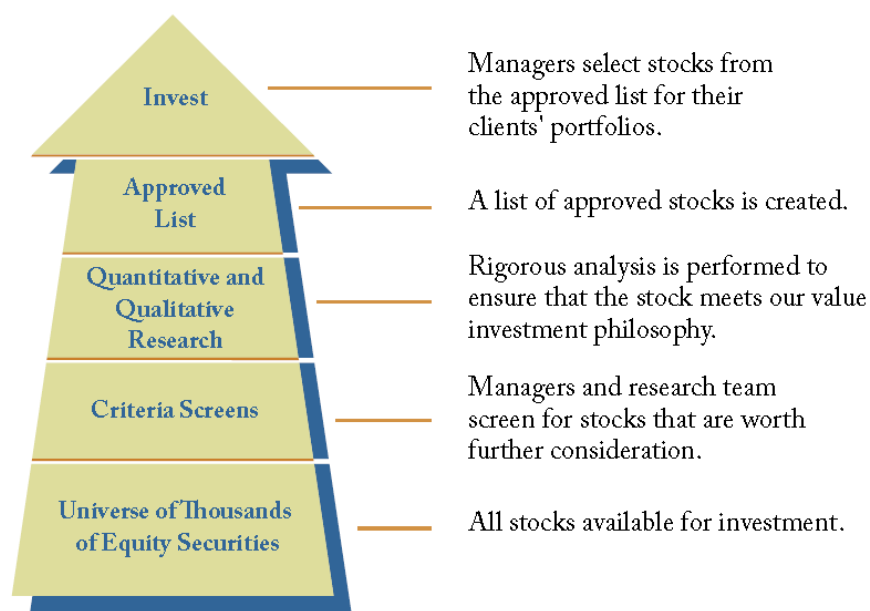 Invest
Managers select stocks from
the approved list for their
clients' portfolios.
Approved
List
A list of approved stocks is created.
Quantitative and
Qualitative
Research
Rigorous analysis is performed to
ensure that the stock meets our value
investment philosophy.
Criteria Screens
Managers and research team
screen for stocks that are worth
further consideration.
Universe of Thousands
of Equity Securities
All stocks available for investment.